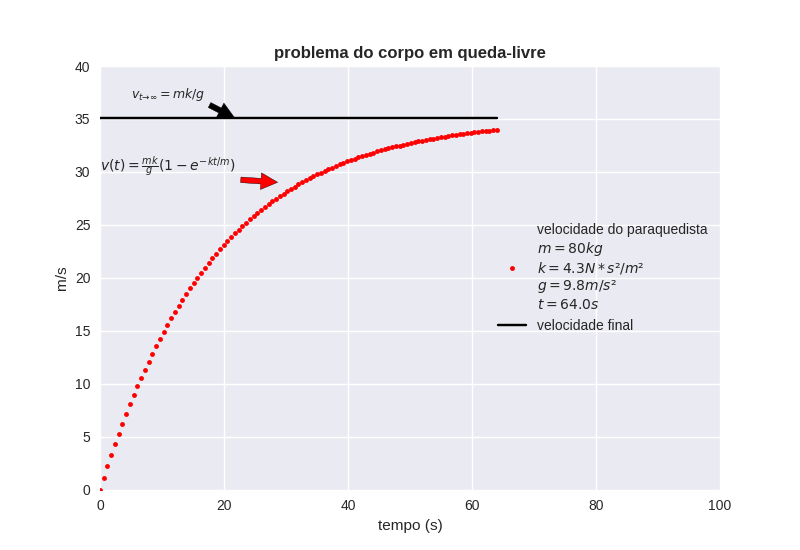 problema do corpo em queda-livre
40
35
30
25
20
15
10
5
0
m/s
v_{t→∞} = mk/g
v(t) = \frac{mk}{g}(1 − e^{−kt/m})
velocidade do paraquedista
m = 80kg
k = 4.3N * s²/m²
g = 9.8m/s²
t = 64.0s
velocidade final
0 20 40 60 80 100
tempo (s)